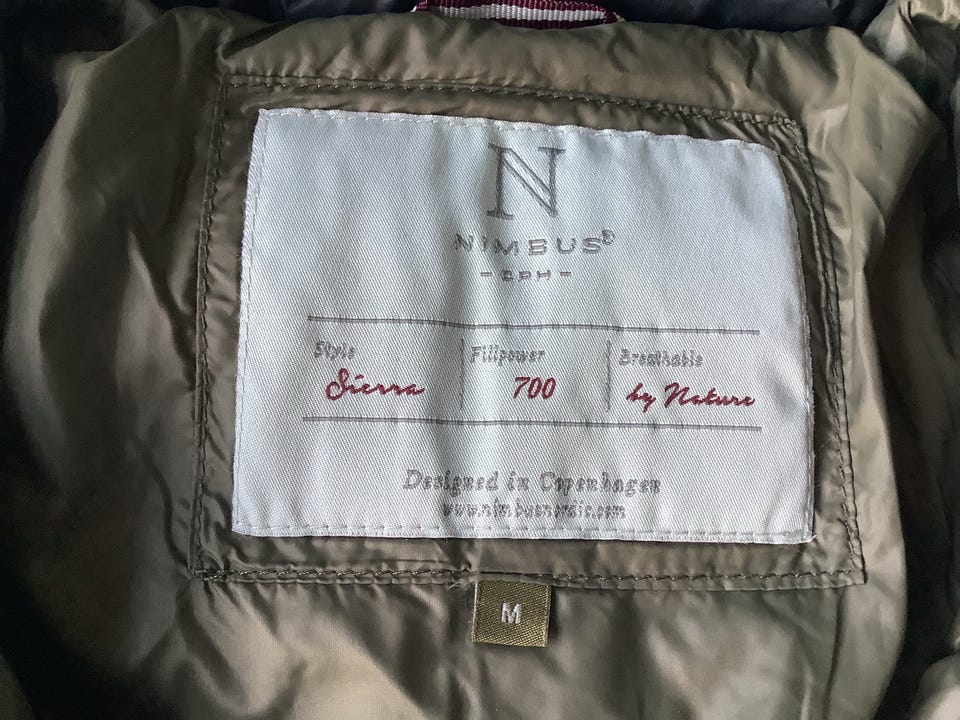 N
NIMBUS®
- CPH -
Style Fillpower Breathable
Sierra 700 by Nature
Designed in Copenhagen
www.nimbusnordic.com
M